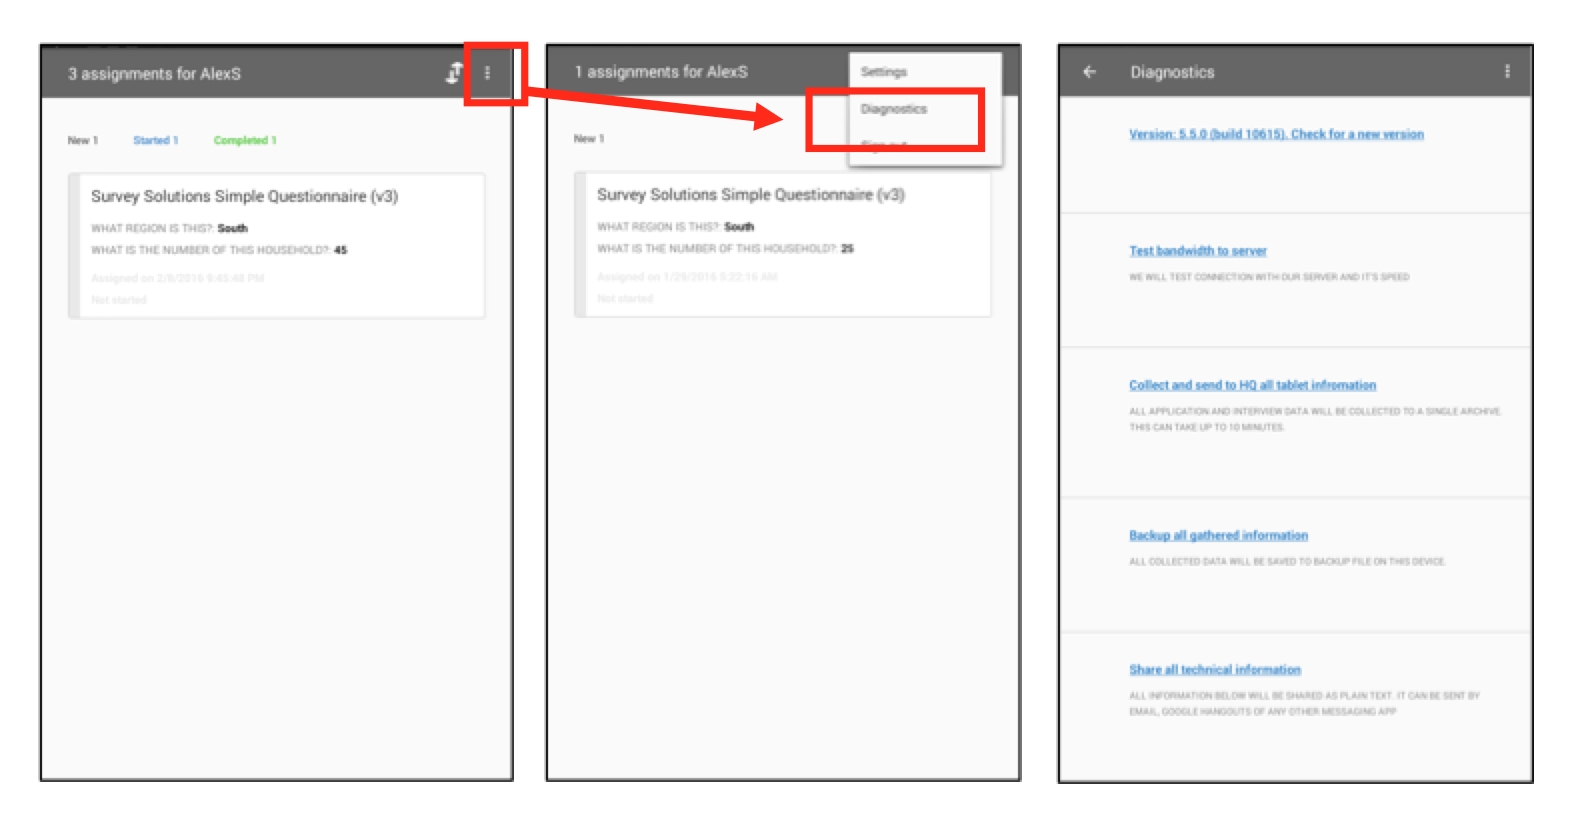 3 assignments for AlexS
New 1 Started 1 Completed 1
Survey Solutions Simple Questionnaire (v3)
WHAT REGION IS THIS?: South
WHAT IS THE NUMBER OF THIS HOUSEHOLD?: 45
Assigned on 2/8/2016 9:45:48 PM
Not started
1 assignments for AlexS
Settings
Diagnostics
Sign out
New 1
Survey Solutions Simple Questionnaire (v3)
WHAT REGION IS THIS?: South
WHAT IS THE NUMBER OF THIS HOUSEHOLD?: 25
Assigned on 1/29/2016 5:22:16 AM
Not started
Diagnostics
Version: 5.5.0 (build 10615). Check for a new version
Test bandwidth to server
WE WILL TEST CONNECTION WITH OUR SERVER AND IT'S SPEED
Collect and send to HQ all tablet infromation
ALL APPLICATION AND INTERVIEW DATA WILL BE COLLECTED TO A SINGLE ARCHIVE.
THIS CAN TAKE UP TO 10 MINUTES.
Backup all gathered information
ALL COLLECTED DATA WILL BE SAVED TO BACKUP FILE ON THIS DEVICE.
Share all technical information
ALL INFORMATION BELOW WILL BE SHARED AS PLAIN TEXT. IT CAN BE SENT BY
EMAIL, GOOGLE HANGOUTS OF ANY OTHER MESSAGING APP